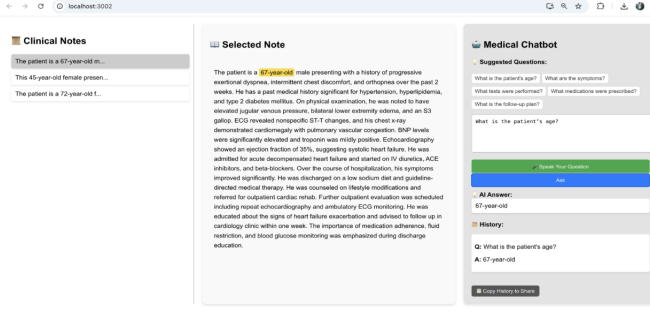 localhost:3002
Clinical Notes
The patient is a 67-year-old m...
This 45-year-old female presen...
The patient is a 72-year-old f...
Selected Note
The patient is a 67-year-old male presenting with a history of progressive
exertional dyspnea, intermittent chest discomfort, and orthopnea over the past 2
weeks. He has a past medical history significant for hypertension, hyperlipidemia,
and type 2 diabetes mellitus. On physical examination, he was noted to have
elevated jugular venous pressure, bilateral lower extremity edema, and an S3
gallop. ECG revealed nonspecific ST-T changes, and his chest x-ray
demonstrated cardiomegaly with pulmonary vascular congestion. BNP levels
were significantly elevated and troponin was mildly positive. Echocardiography
showed an ejection fraction of 35%, suggesting systolic heart failure. He was
admitted for acute decompensated heart failure and started on IV diuretics, ACE
inhibitors, and beta-blockers. Over the course of hospitalization, his symptoms
improved significantly. He was discharged on a low sodium diet and guideline-
directed medical therapy. He was counseled on lifestyle modifications and
referred for outpatient cardiac rehab. Further outpatient evaluation was scheduled
including repeat echocardiography and ambulatory ECG monitoring. He was
educated about the signs of heart failure exacerbation and advised to follow up in
cardiology clinic within one week. The importance of medication adherence, fluid
restriction, and blood glucose monitoring was emphasized during discharge
education.
Medical Chatbot
Suggested Questions:
What is the patient's age? What are the symptoms?
What tests were performed? What medications were prescribed?
What is the follow-up plan?
What is the patient's age?
Speak Your Question
Ask
AI Answer:
67-year-old
History:
Q: What is the patient's age?
A: 67-year-old
Copy History to Share